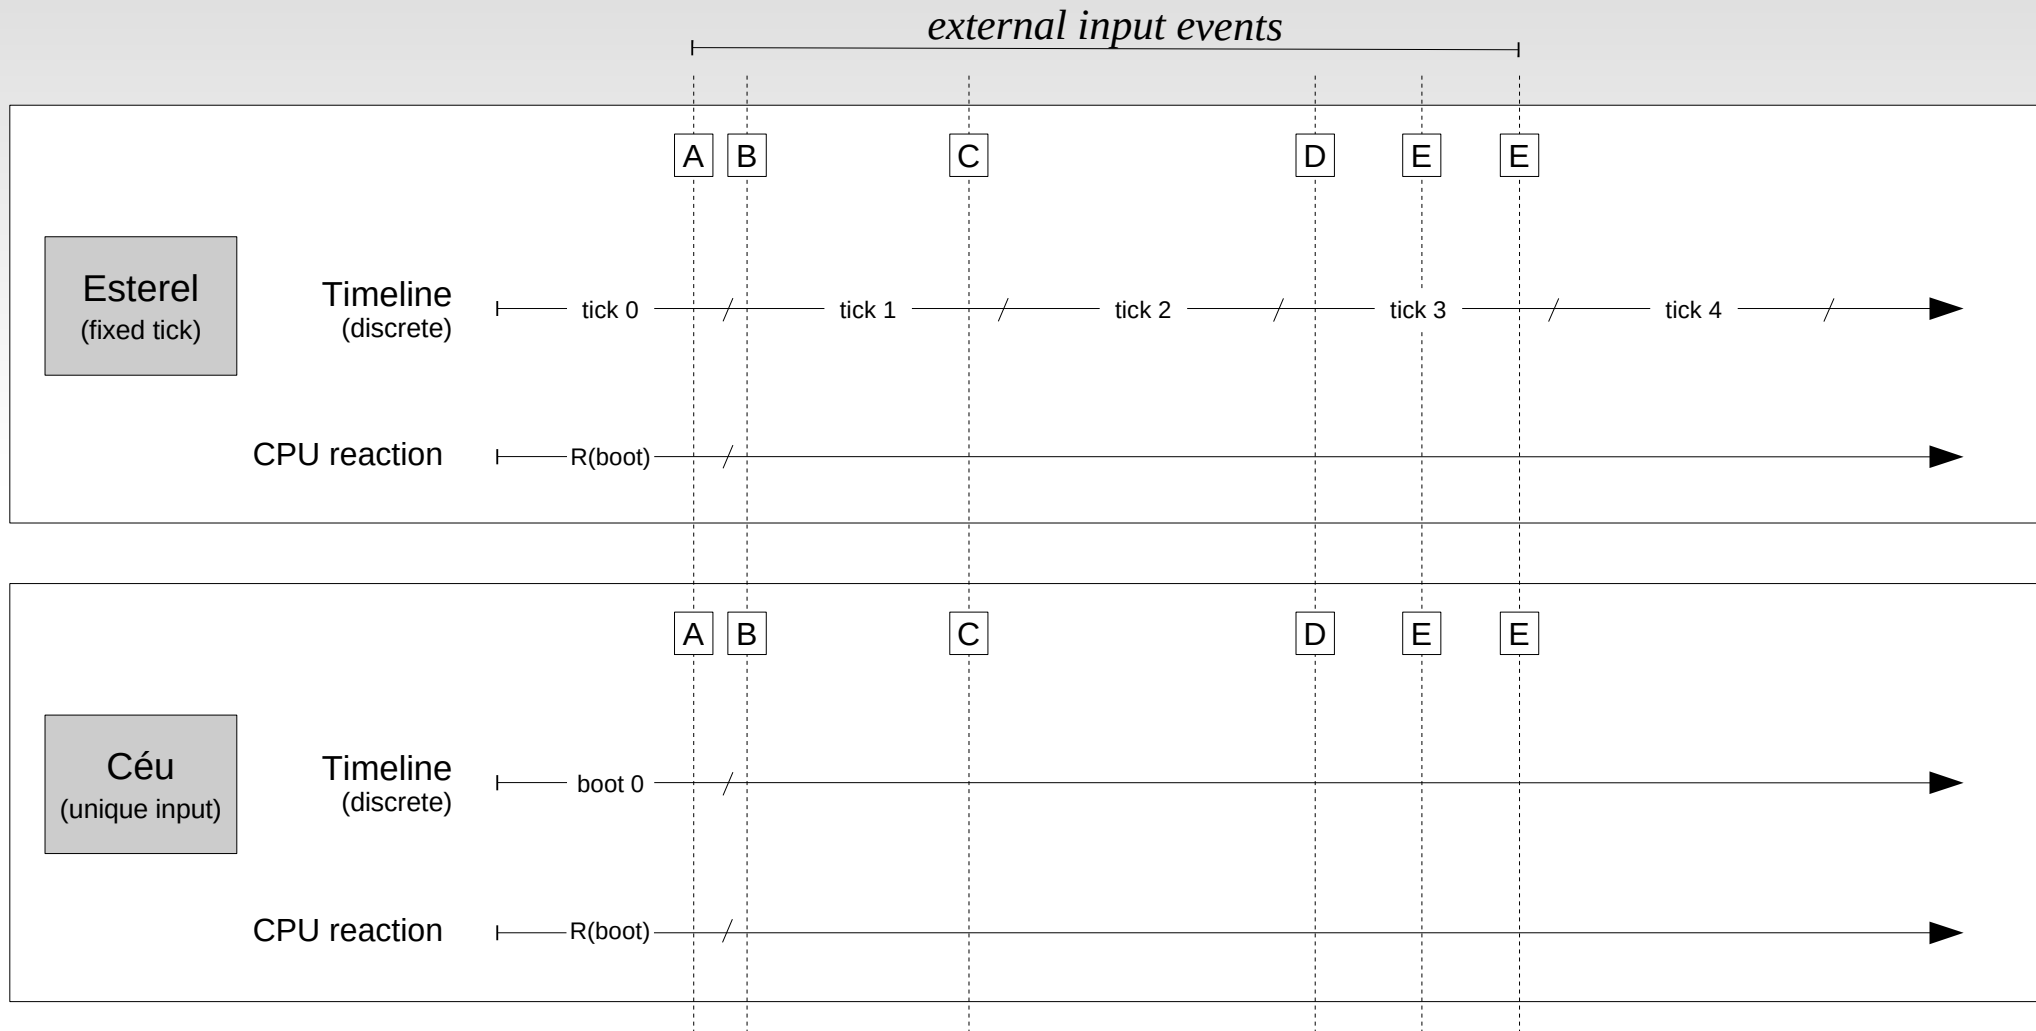 external input events
A B C D E E
Esterel
(fixed tick)
Timeline
(discrete)
tick 0 tick 1 tick 2 tick 3 tick 4
CPU reaction R(boot)
A B C D E E
Céu
(unique input)
Timeline
(discrete)
boot 0
CPU reaction R(boot)